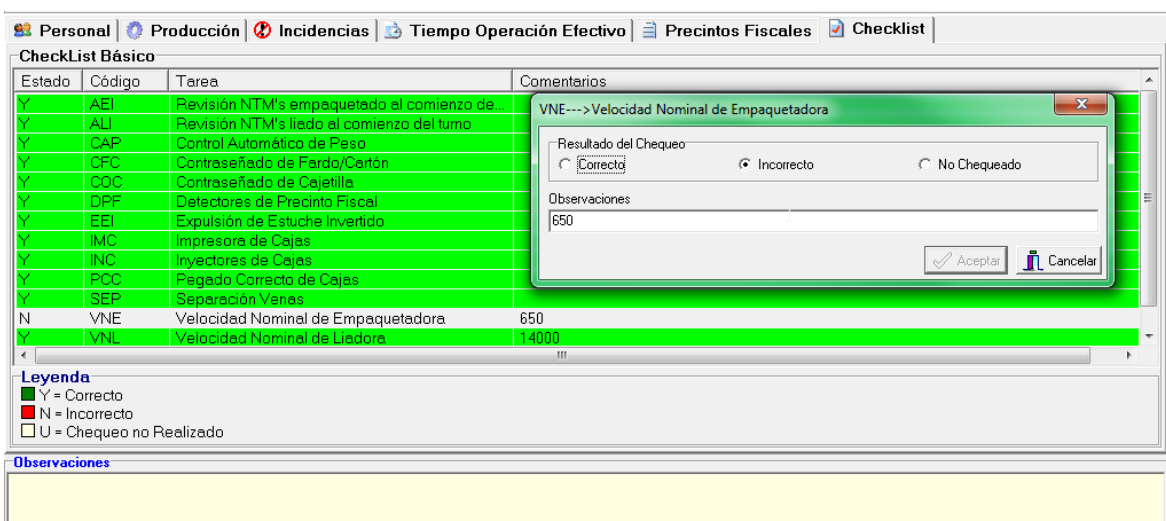 Personal Producción Incidencias Tiempo Operación Efectivo Precintos Fiscales Checklist
CheckList Básico
Estado Código Tarea Comentarios
Y AEI Revisión NTM's empaquetado al comienzo de...
Y ALI Revisión NTM's liado al comienzo del turno
Y CAP Control Automático de Peso
Y CFC Contraseñado de Fardo/Cartón
Y COC Contraseñado de Cajetilla
Y DPF Detectores de Precinto Fiscal
Y EEI Expulsión de Estuche Invertido
Y IMC Impresora de Cajas
Y INC Inyectores de Cajas
Y PCC Pegado Correcto de Cajas
Y SEP Separación Venas
N VNE Velocidad Nominal de Empaquetadora 650
Y VNL Velocidad Nominal de Liadora 14000
VNE--->Velocidad Nominal de Empaquetadora
Resultado del Chequeo
Correcto Incorrecto No Chequeado
Observaciones
650
Aceptar Cancelar
Leyenda
Y = Correcto
N = Incorrecto
U = Chequeo no Realizado
Observaciones